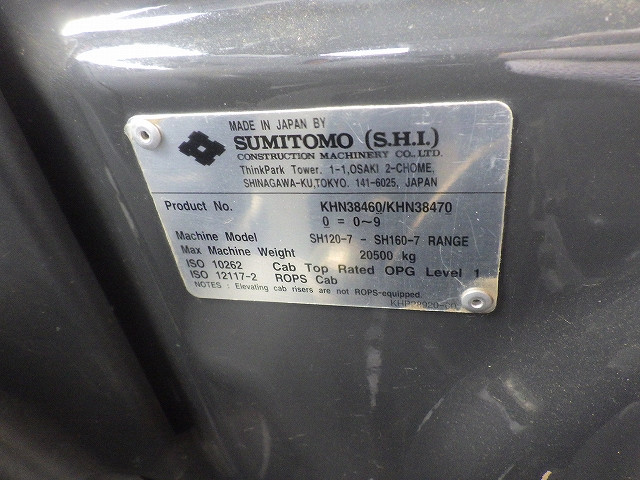 MADE IN JAPAN BY
SUMITOMO (S.H.I.)
CONSTRUCTION MACHINERY CO., LTD.
ThinkPark Tower. 1-1,OSAKI 2-CHOME,
SHINAGAWA-KU,TOKYO. 141-6025, JAPAN
Product No. KHN38460/KHN38470
0 = 0~9
Machine Model SH120-7 - SH160-7 RANGE
Max Machine Weight 20500 kg
ISO 10262 Cab Top Rated OPG Level 1
ISO 12117-2 ROPS Cab
NOTES : Elevating cab risers are not ROPS-equipped.